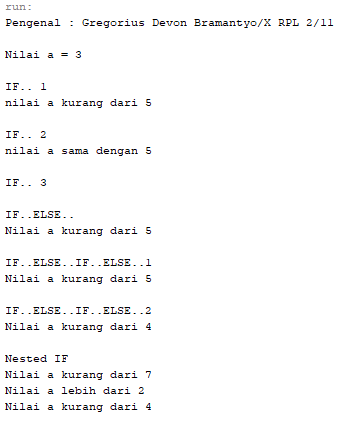 run:
Pengenal : Gregorius Devon Bramantyo/X RPL 2/11
Nilai a = 3
IF.. 1
nilai a kurang dari 5
IF.. 2
nilai a sama dengan 5
IF.. 3
IF..ELSE..
Nilai a kurang dari 5
IF..ELSE..IF..ELSE..1
Nilai a kurang dari 5
IF..ELSE..IF..ELSE..2
Nilai a kurang dari 4
Nested IF
Nilai a kurang dari 7
Nilai a lebih dari 2
Nilai a kurang dari 4